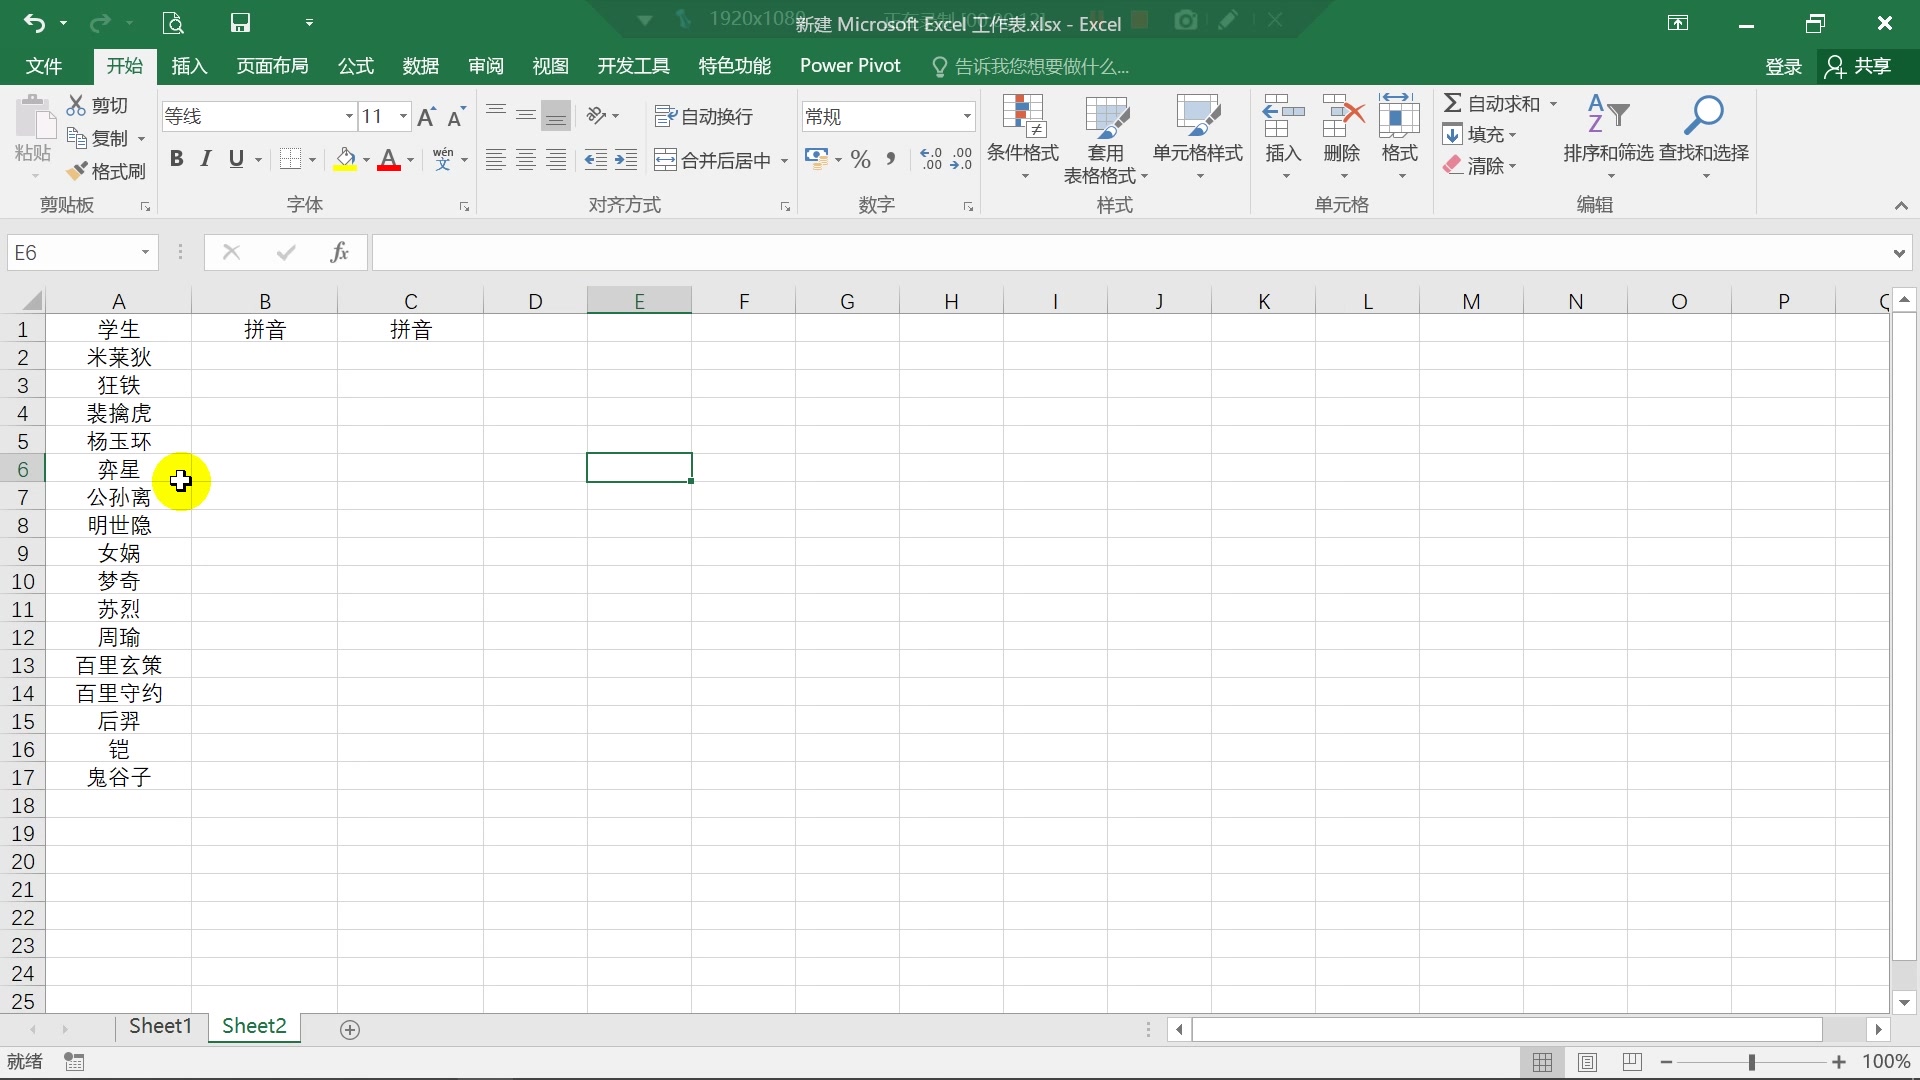 1920x1080
新建 Microsoft Excel 工作表.xlsx - Excel
文件 开始 插入 页面布局 公式 数据 审阅 视图 开发工具 特色功能 Power Pivot 告诉我您想要做什么... 登录 共享
粘贴 剪切 复制 格式刷
等线 11
B I U wén 文
自动换行
合并后居中
常规
% , .00 .0
条件格式 套用 表格格式 单元格样式
插入 删除 格式
自动求和 填充 清除
排序和筛选 查找和选择
剪贴板 字体 对齐方式 数字 样式 单元格 编辑
E6 fx
A B C D E F G H I J K L M N O P
1 学生 拼音 拼音
2 米莱狄
3 狂铁
4 裴擒虎
5 杨玉环
6 弈星
7 公孙离
8 明世隐
9 女娲
10 梦奇
11 苏烈
12 周瑜
13 百里玄策
14 百里守约
15 后羿
16 铠
17 鬼谷子
18
19
20
21
22
23
24
25
Sheet1 Sheet2
就绪 100%